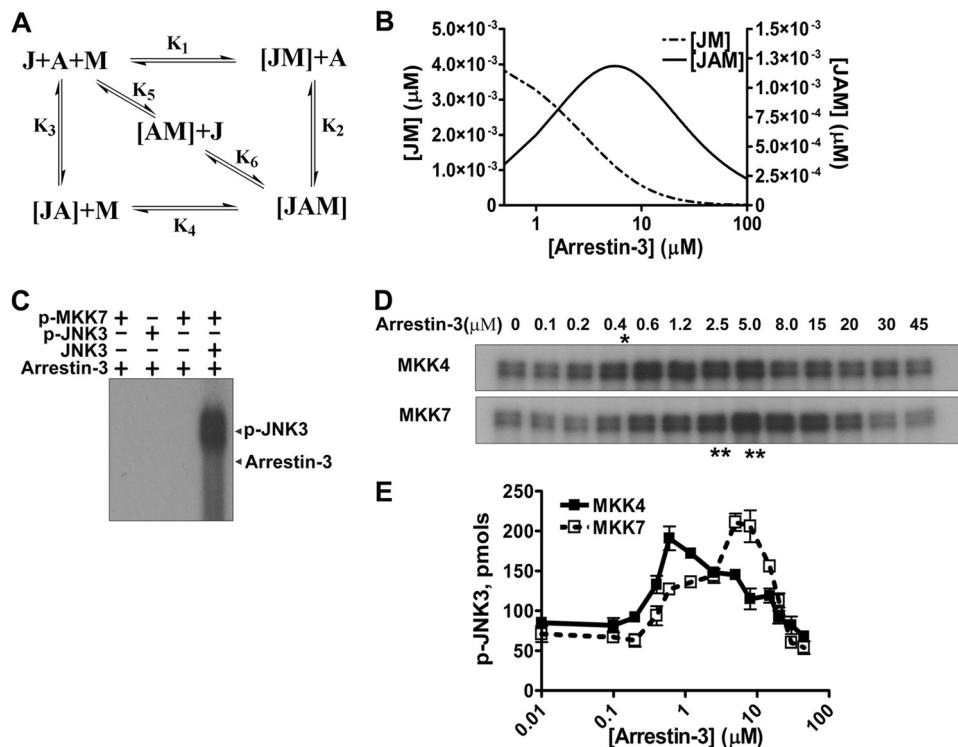 A
J+A+M K1 [JM]+A
K5
K3 [AM]+J K2
K6
[JA]+M K4 [JAM]
B
5.0×10-3 1.5×10-3
4.0×10-3 1.3×10-3
3.0×10-3 1.0×10-3
2.0×10-3 7.5×10-4
1.0×10-3 5.0×10-4
2.5×10-4
0 0
[JM] (μM)
[JAM] (μM)
[JM]
[JAM]
1 10 100
[Arrestin-3] (μM)
C
p-MKK7 + − + +
p-JNK3 − + − −
JNK3 − − − +
Arrestin-3 + + + +
p-JNK3
Arrestin-3
D
Arrestin-3(μM) 0 0.1 0.2 0.4 0.6 1.2 2.5 5.0 8.0 15 20 30 45
*
MKK4
MKK7
** **
E
250
200
150
100
50
0
p-JNK3, pmols
MKK4
MKK7
0.01 0.1 1 10 100
[Arrestin-3] (μM)